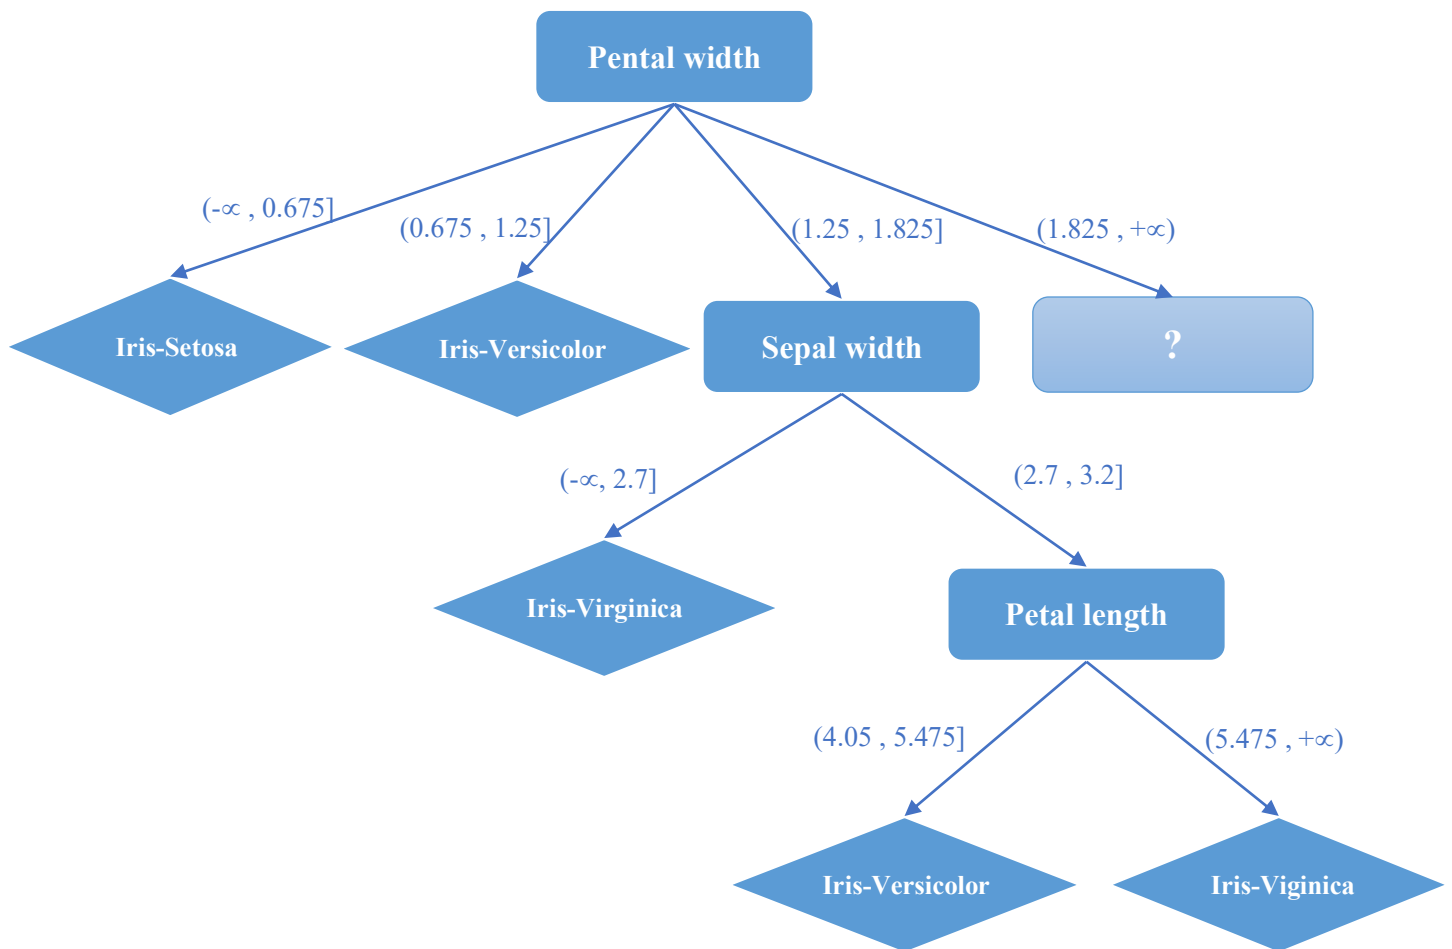 Pental width
(-∞ , 0.675]
(0.675 , 1.25]
(1.25 , 1.825]
(1.825 , +∞)
Iris-Setosa
Iris-Versicolor
Sepal width
?
(-∞, 2.7]
(2.7 , 3.2]
Iris-Virginica
Petal length
(4.05 , 5.475]
(5.475 , +∞)
Iris-Versicolor
Iris-Viginica